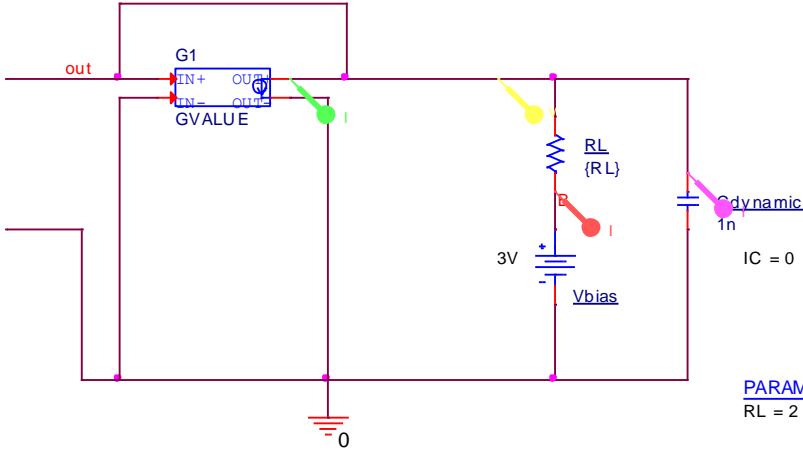 out
G1
IN+ OUT+
IN- OUT-
GVALUE
I
RL
{RL}
B
I
3V
Vbias
Cdynamic
1n
IC = 0
PARAM
RL = 2
0